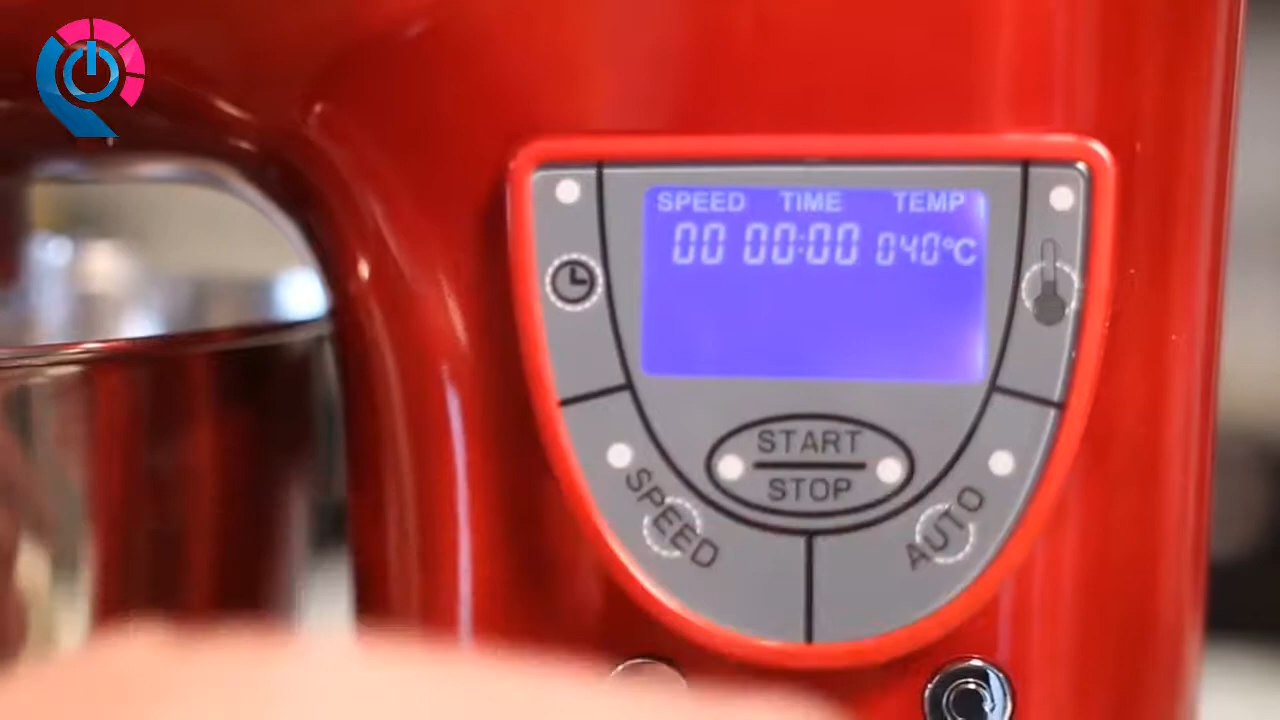 SPEED TIME TEMP
00 00:00 040°C
START
STOP
SPEED
AUTO